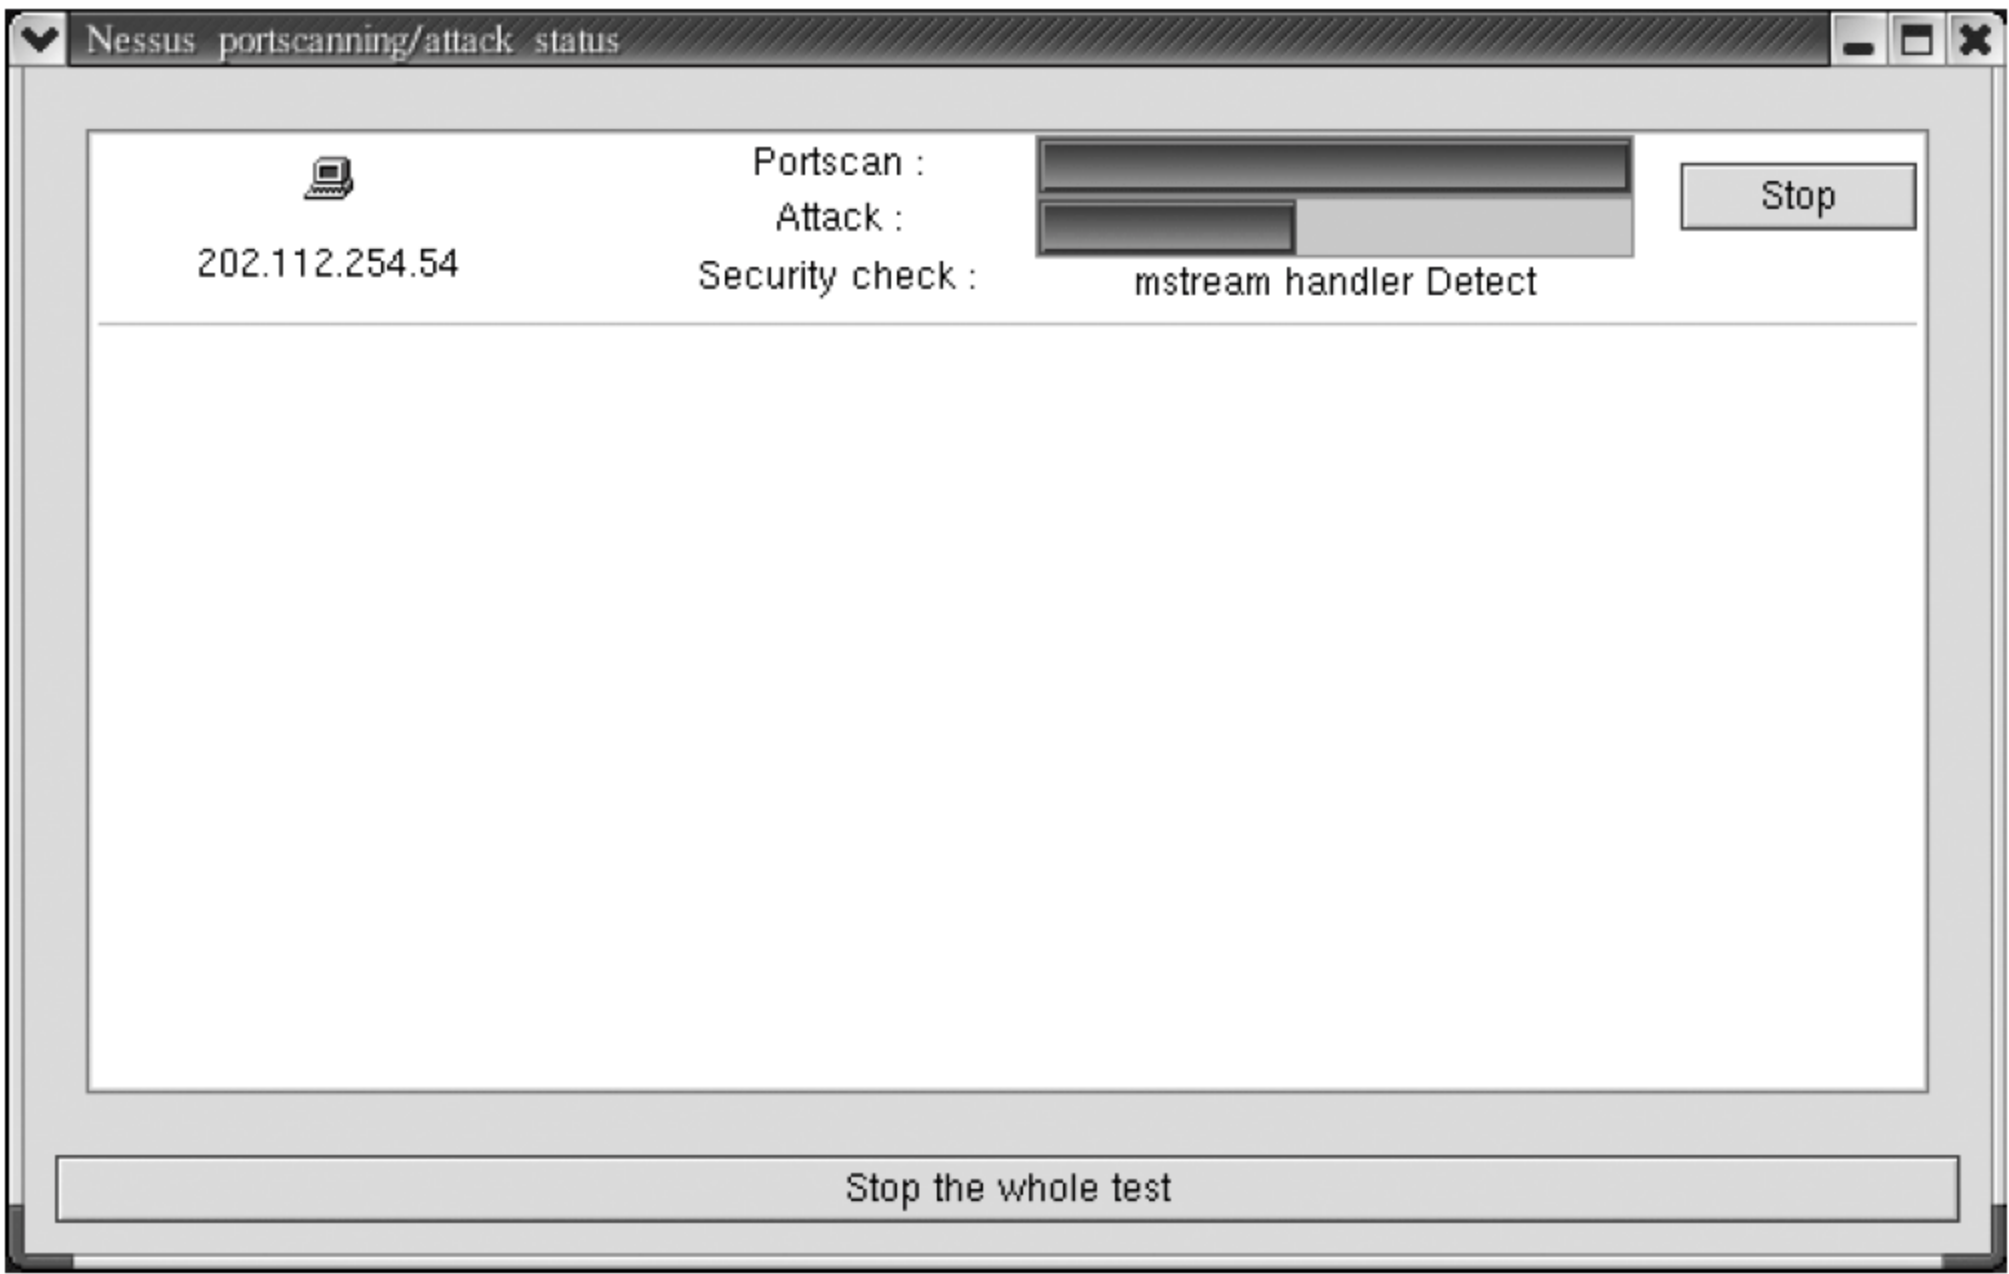 Nessus portscanning/attack status
Portscan :
Stop
Attack :
202.112.254.54
Security check :
mstream handler Detect
Stop the whole test